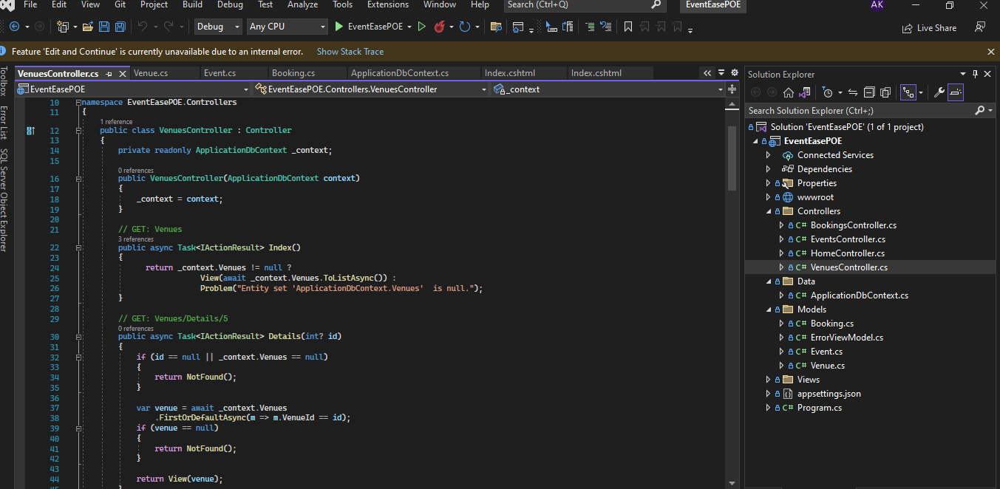 File Edit View Git Project Build Debug Test Analyze Tools Extensions Window Help Search (Ctrl+Q) EventEasePOE AK
Debug Any CPU EventEasePOE Live Share
Feature 'Edit and Continue' is currently unavailable due to an internal error. Show Stack Trace
Toolbox
Error List
SQL Server Object Explorer
VenuesController.cs Venue.cs Event.cs Booking.cs ApplicationDbContext.cs Index.cshtml Index.cshtml
EventEasePOE EventEasePOE.Controllers.VenuesController _context
10 namespace EventEasePOE.Controllers
11 {
1 reference
12 public class VenuesController : Controller
13 {
14 private readonly ApplicationDbContext _context;
15
0 references
16 public VenuesController(ApplicationDbContext context)
17 {
18 _context = context;
19 }
20
21 // GET: Venues
3 references
22 public async Task<IActionResult> Index()
23 {
24 return _context.Venues != null ?
25 View(await _context.Venues.ToListAsync()) :
26 Problem("Entity set 'ApplicationDbContext.Venues'  is null.");
27 }
28
29 // GET: Venues/Details/5
0 references
30 public async Task<IActionResult> Details(int? id)
31 {
32 if (id == null || _context.Venues == null)
33 {
34 return NotFound();
35 }
36
37 var venue = await _context.Venues
38 .FirstOrDefaultAsync(m => m.VenueId == id);
39 if (venue == null)
40 {
41 return NotFound();
42 }
43
44 return View(venue);
45 }
Solution Explorer
Search Solution Explorer (Ctrl+;)
Solution 'EventEasePOE' (1 of 1 project)
EventEasePOE
Connected Services
Dependencies
Properties
wwwroot
Controllers
C# BookingsController.cs
C# EventsController.cs
C# HomeController.cs
C# VenuesController.cs
Data
C# ApplicationDbContext.cs
Models
C# Booking.cs
C# ErrorViewModel.cs
C# Event.cs
C# Venue.cs
Views
appsettings.json
C# Program.cs